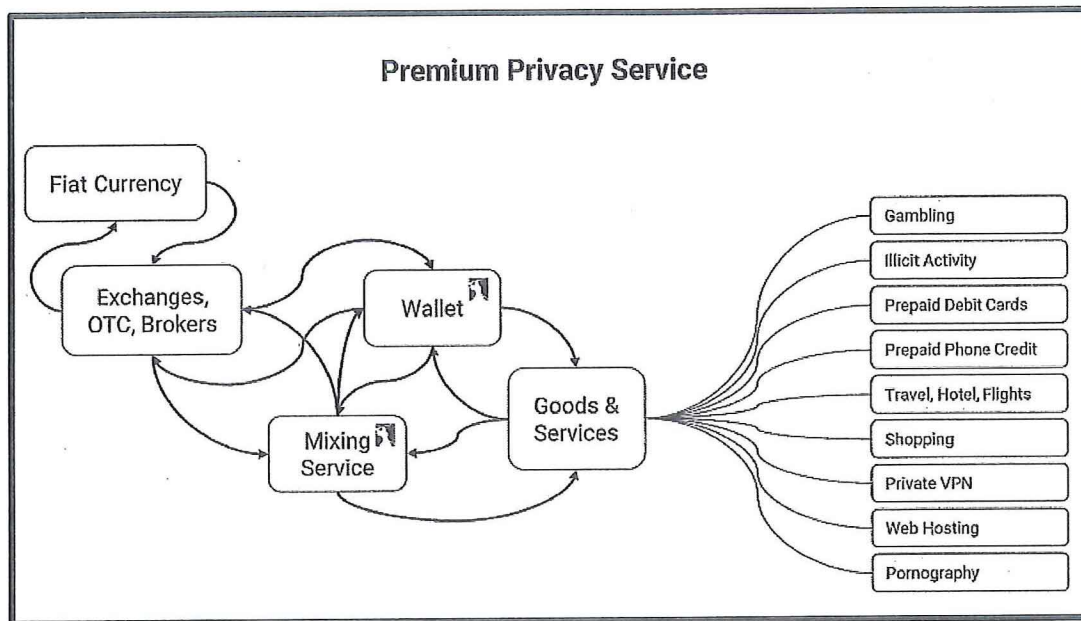 Premium Privacy Service
Fiat Currency
Exchanges,
OTC, Brokers
Wallet
Mixing
Service
Goods &
Services
Gambling
Illicit Activity
Prepaid Debit Cards
Prepaid Phone Credit
Travel, Hotel, Flights
Shopping
Private VPN
Web Hosting
Pornography